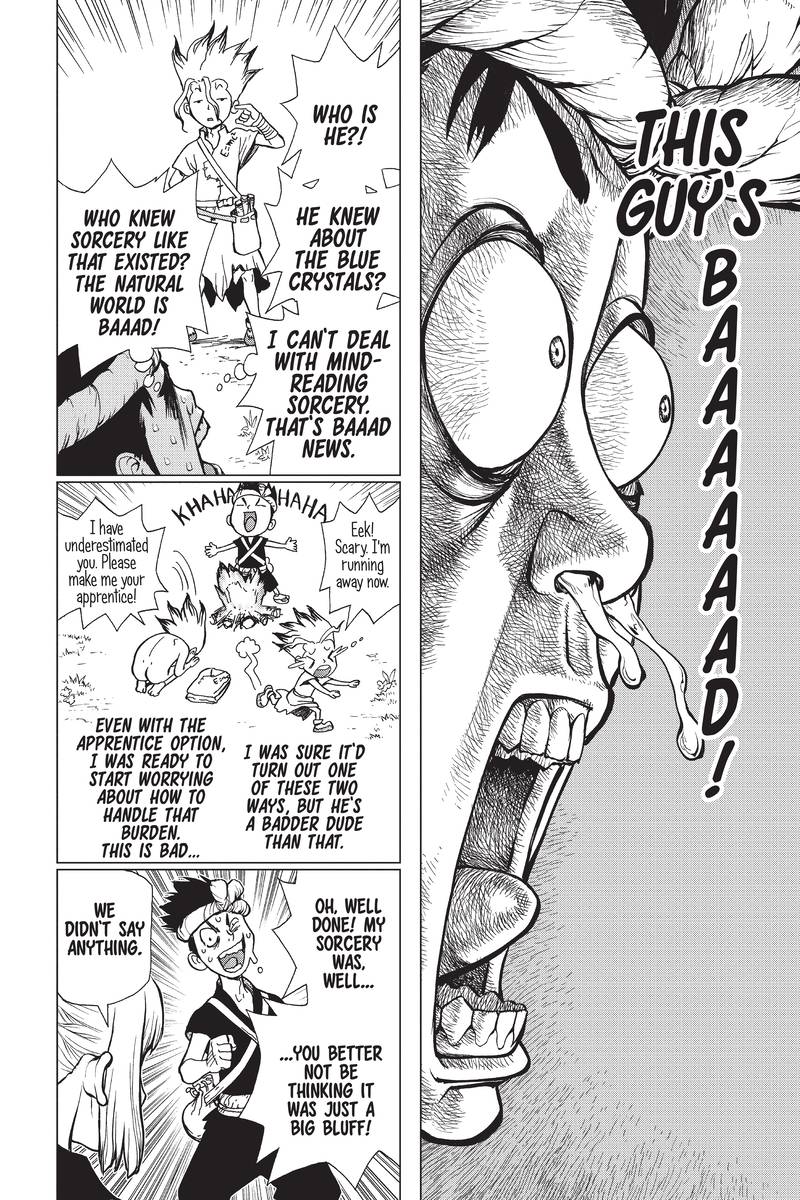 THIS
GUY'S
BAAAAAAD!
WHO IS
HE?!
HE KNEW
ABOUT
THE BLUE
CRYSTALS?
I CAN'T DEAL
WITH MIND-
READING
SORCERY.
THAT'S BAAAD
NEWS.
WHO KNEW
SORCERY LIKE
THAT EXISTED?
THE NATURAL
WORLD IS
BAAAD!
E=mc²
KHAHA HAHA
Eek!
Scary. I'm
running
away now.
I have
underestimated
you. Please
make me your
apprentice!
I WAS SURE IT'D
TURN OUT ONE
OF THESE TWO
WAYS, BUT HE'S
A BADDER DUDE
THAN THAT.
EVEN WITH THE
APPRENTICE OPTION,
I WAS READY TO
START WORRYING
ABOUT HOW TO
HANDLE THAT
BURDEN.
THIS IS BAD...
OH, WELL
DONE! MY
SORCERY
WAS,
WELL...
...YOU BETTER
NOT BE
THINKING IT
WAS JUST A
BIG BLUFF!
WE
DIDN'T SAY
ANYTHING.